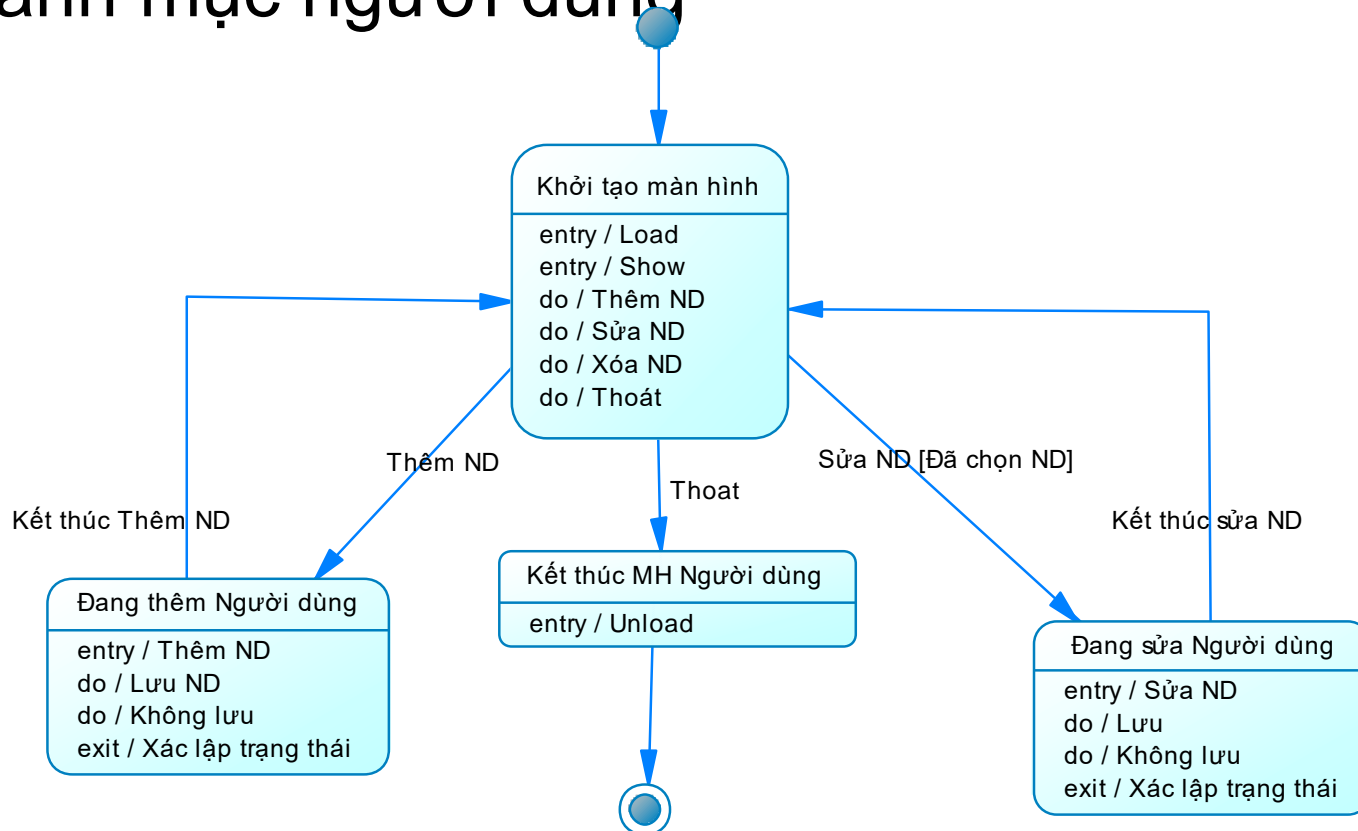 anh mục người dùng
Khởi tạo màn hình
entry / Load
entry / Show
do / Thêm ND
do / Sửa ND
do / Xóa ND
do / Thoát
Thêm ND
Sửa ND [Đã chọn ND]
Thoat
Kết thúc Thêm ND
Kết thúc sửa ND
Đang thêm Người dùng
entry / Thêm ND
do / Lưu ND
do / Không lưu
exit / Xác lập trạng thái
Kết thúc MH Người dùng
entry / Unload
Đang sửa Người dùng
entry / Sửa ND
do / Lưu
do / Không lưu
exit / Xác lập trạng thái